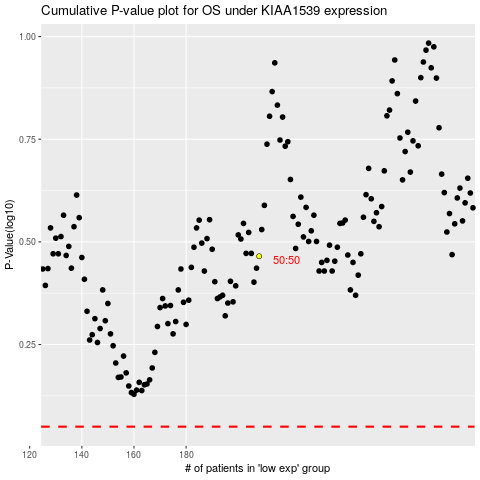 Cumulative P-value plot for OS under KIAA1539 expression
1.00
0.75
0.50
0.25
P-Value(log10)
50:50
120 140 160 180
# of patients in 'low exp' group